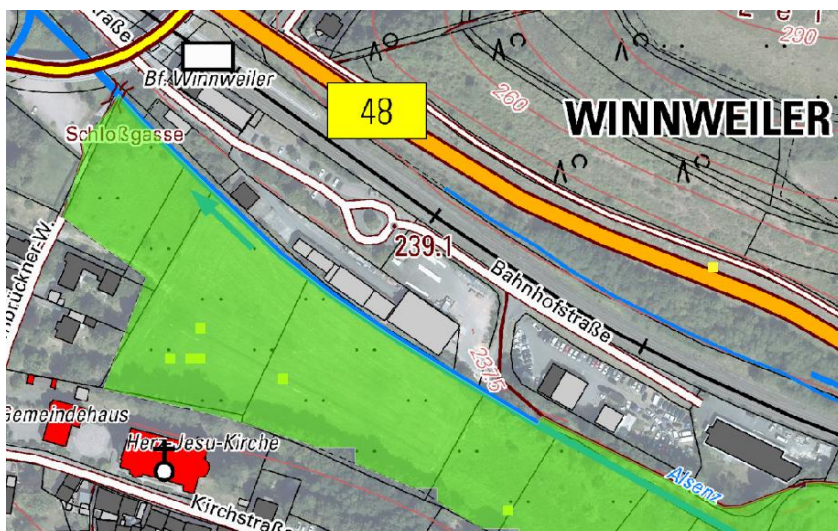 straße
Bf. Winnweiler
48
290
260
WINNWEILER
Schloßgasse
239.1
Bahnhofstraße
brückner-W.
237.5
Gemeindehaus
Herz-Jesu-Kirche
Alsenz
Kirchstraße